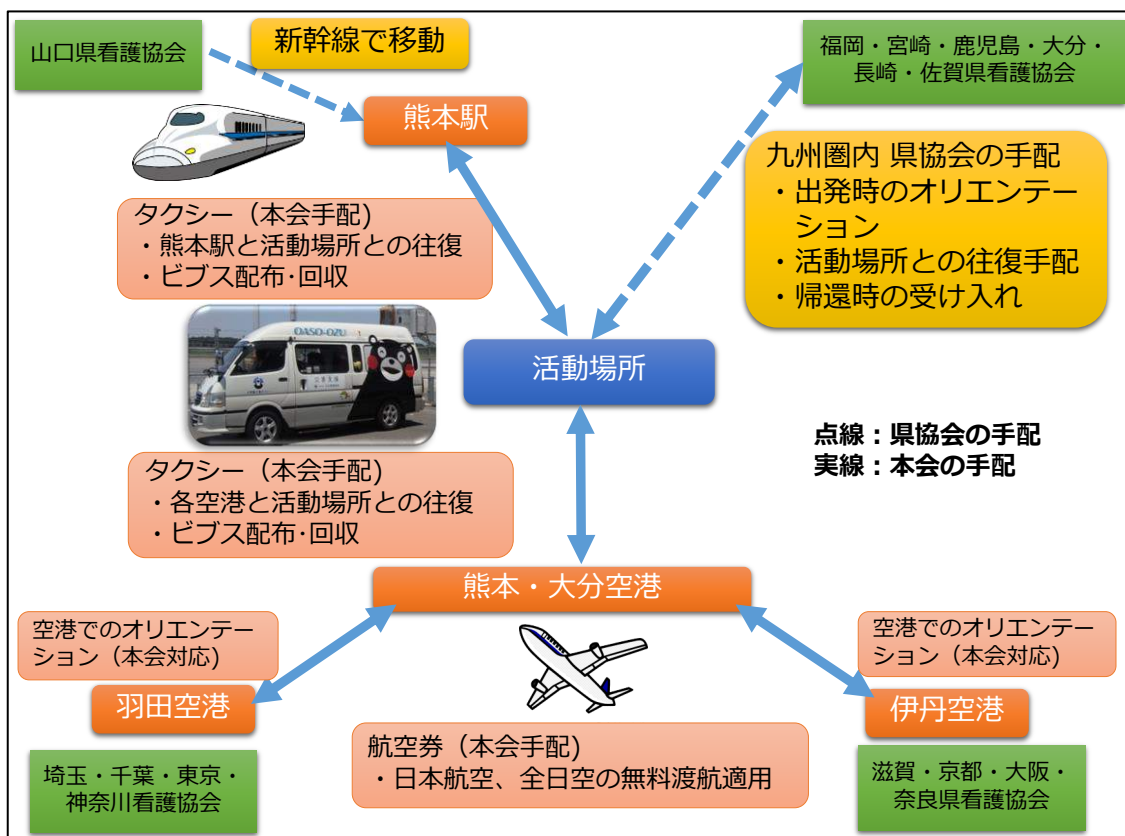 山口県看護協会
新幹線で移動
福岡・宮崎・鹿児島・大分・
長崎・佐賀県看護協会
熊本駅
九州圏内 県協会の手配
・出発時のオリエンテー
ション
・活動場所との往復手配
・帰還時の受け入れ
タクシー（本会手配)
・熊本駅と活動場所との往復
・ビブス配布･回収
OASO-OZU
活動場所
点線：県協会の手配
実線：本会の手配
タクシー（本会手配)
・各空港と活動場所との往復
・ビブス配布･回収
熊本・大分空港
空港でのオリエンテー
ション（本会対応)
空港でのオリエンテー
ション（本会対応)
羽田空港
伊丹空港
航空券（本会手配)
・日本航空、全日空の無料渡航適用
埼玉・千葉・東京・
神奈川看護協会
滋賀・京都・大阪・
奈良県看護協会